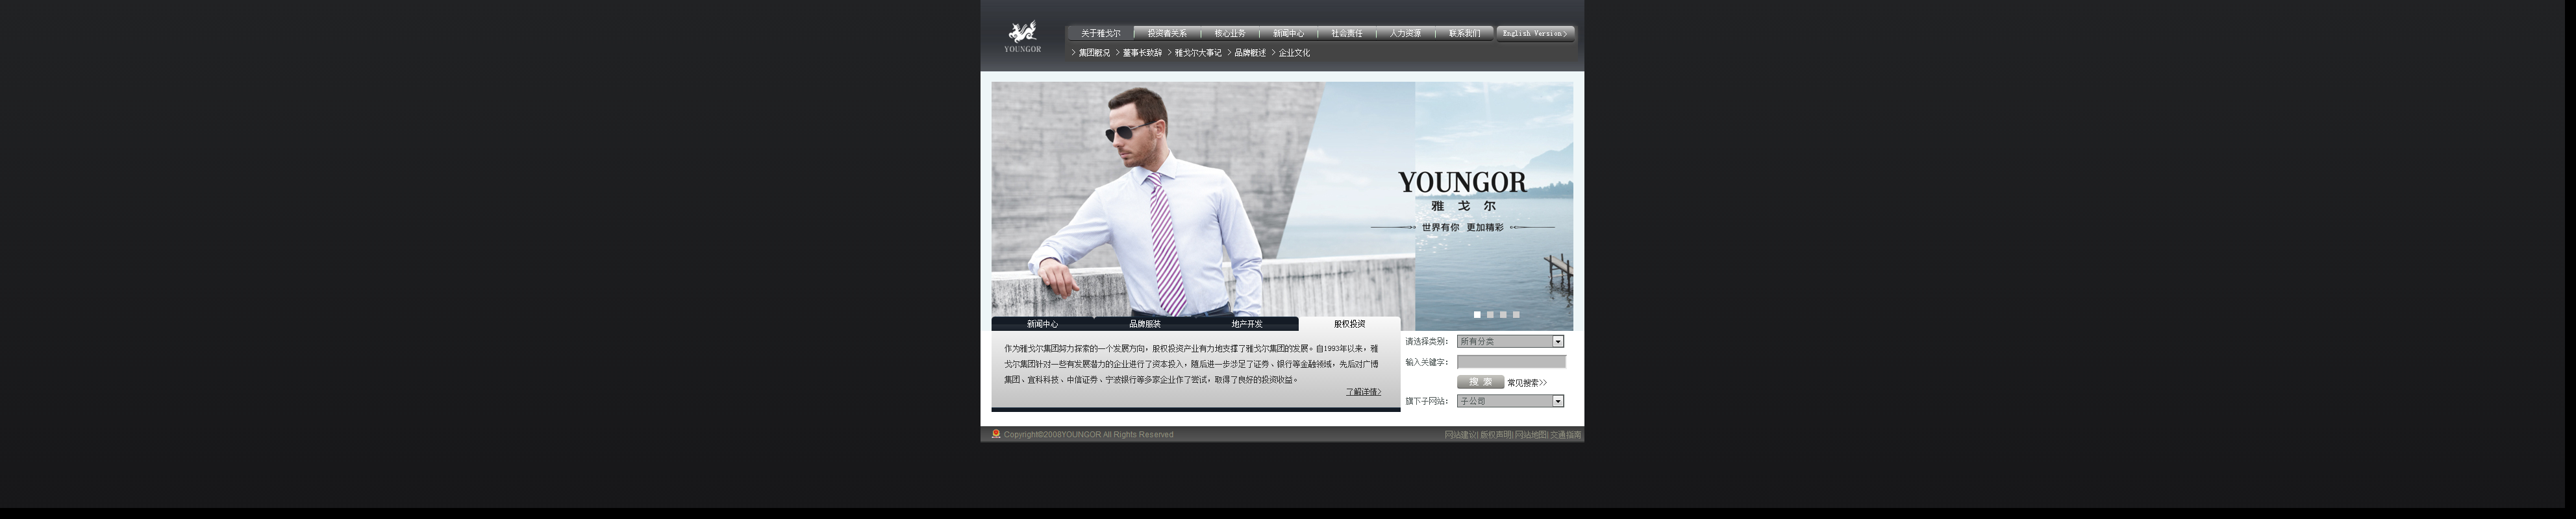 YOUNGOR
关于雅戈尔 投资者关系 核心业务 新闻中心 社会责任 人力资源 联系我们 English Version>
> 集团概况 > 董事长致辞 > 雅戈尔大事记 > 品牌概述 > 企业文化
YOUNGOR
雅戈尔
世界有你 更加精彩
新闻中心 品牌服装 地产开发 股权投资
作为雅戈尔集团努力探索的一个发展方向，股权投资产业有力地支撑了雅戈尔集团的发展。自1993年以来，雅
戈尔集团针对一些有发展潜力的企业进行了资本投入，随后进一步涉足了证券、银行等金融领域，先后对广博
集团、宜科科技、中信证券、宁波银行等多家企业作了尝试，取得了良好的投资收益。
了解详情>
请选择类别： 所有分类
输入关键字：
搜 索 常见搜索>>
旗下子网站： 子公司
Copyright©2008YOUNGOR All Rights Reserved
网站建议| 版权声明| 网站地图| 交通指南